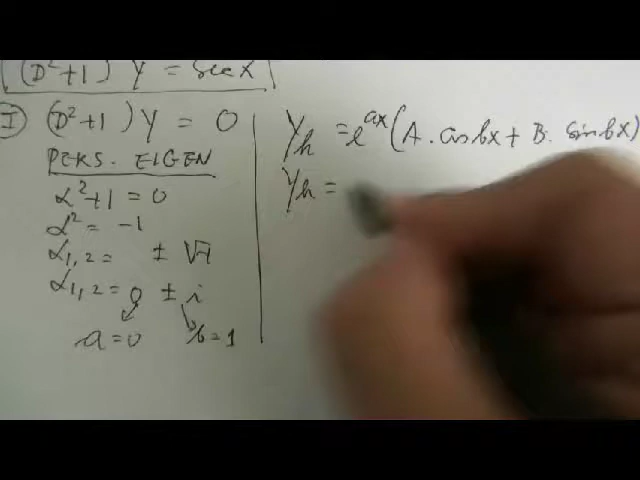 (D²+1) Y = Sec X
I (D²+1) Y = 0
PERS. EIGEN
α²+1 = 0
α² = -1
α₁,₂ = ± √-1
α₁,₂ = 0 ± i
a = 0 b = 1
Yh = e^ax (A. cos bx + B. sin bx)
Yh =